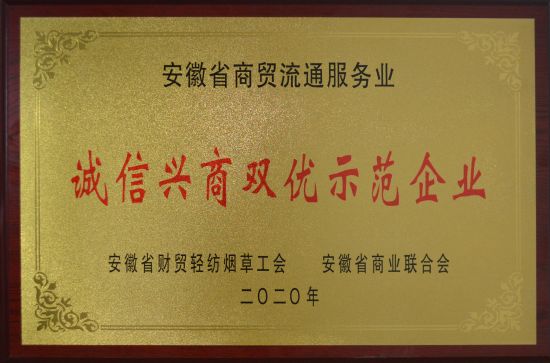 安徽省商贸流通服务业
诚信兴商双优示范企业
安徽省财贸轻纺烟草工会 安徽省商业联合会
二〇二〇年